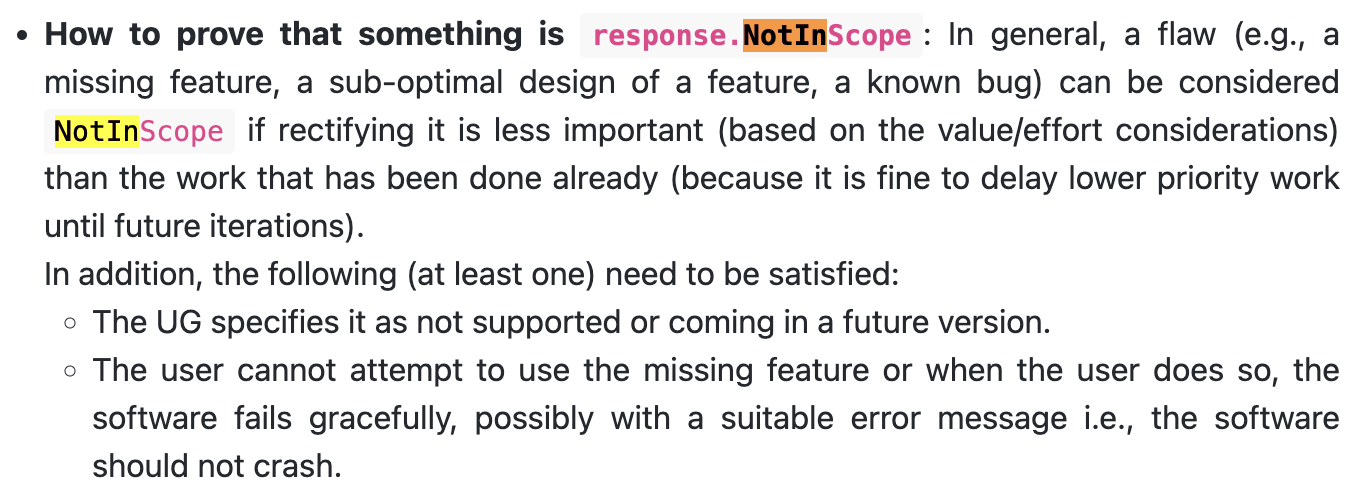 • How to prove that something is response.NotInScope: In general, a flaw (e.g., a
missing feature, a sub-optimal design of a feature, a known bug) can be considered
NotInScope if rectifying it is less important (based on the value/effort considerations)
than the work that has been done already (because it is fine to delay lower priority work
until future iterations).
In addition, the following (at least one) need to be satisfied:
○ The UG specifies it as not supported or coming in a future version.
○ The user cannot attempt to use the missing feature or when the user does so, the
software fails gracefully, possibly with a suitable error message i.e., the software
should not crash.